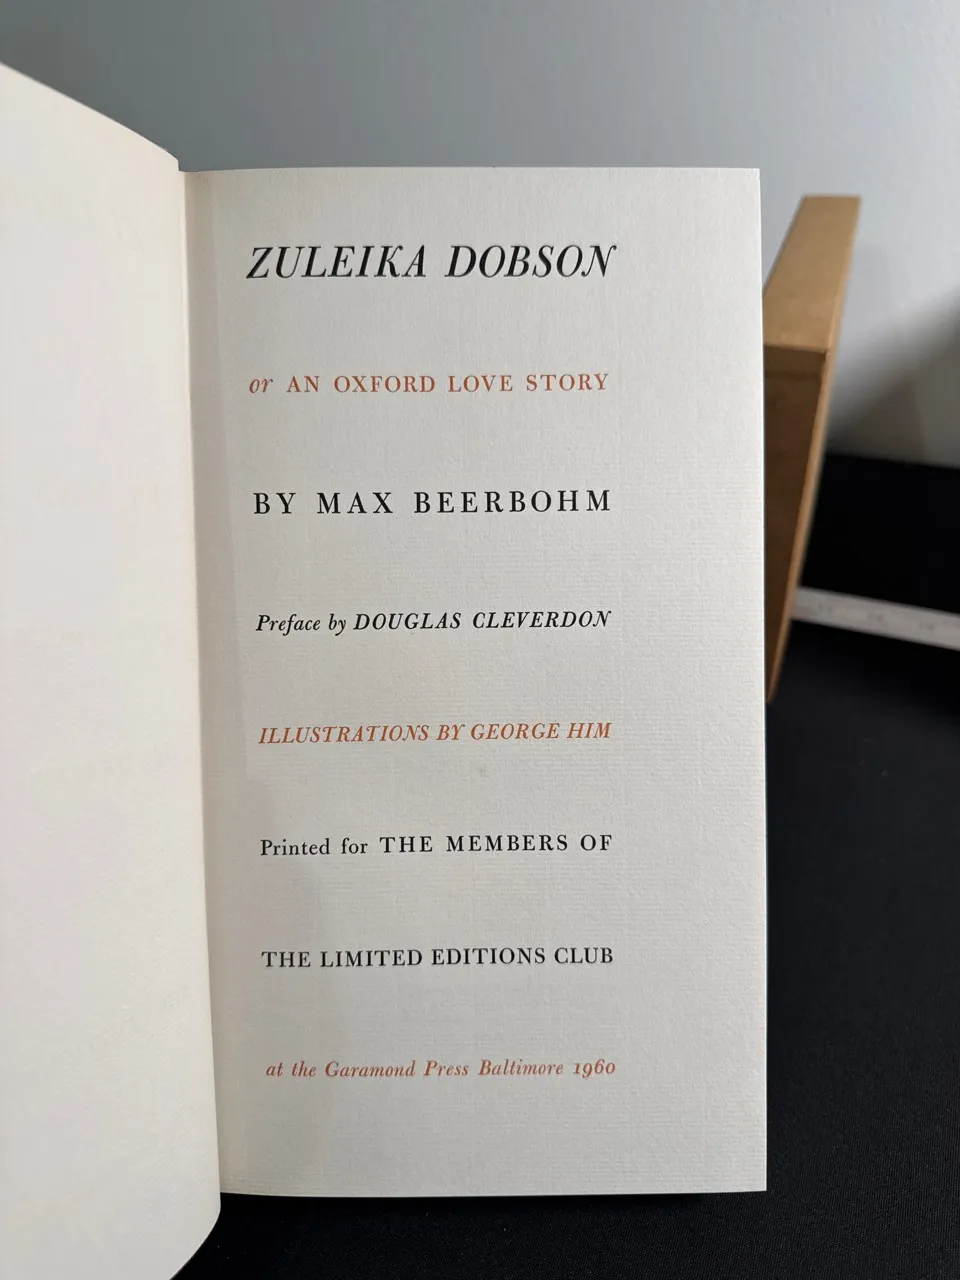 ZULEIKA DOBSON
or AN OXFORD LOVE STORY
BY MAX BEERBOHM
Preface by DOUGLAS CLEVERDON
ILLUSTRATIONS BY GEORGE HIM
Printed for THE MEMBERS OF
THE LIMITED EDITIONS CLUB
at the Garamond Press Baltimore 1960